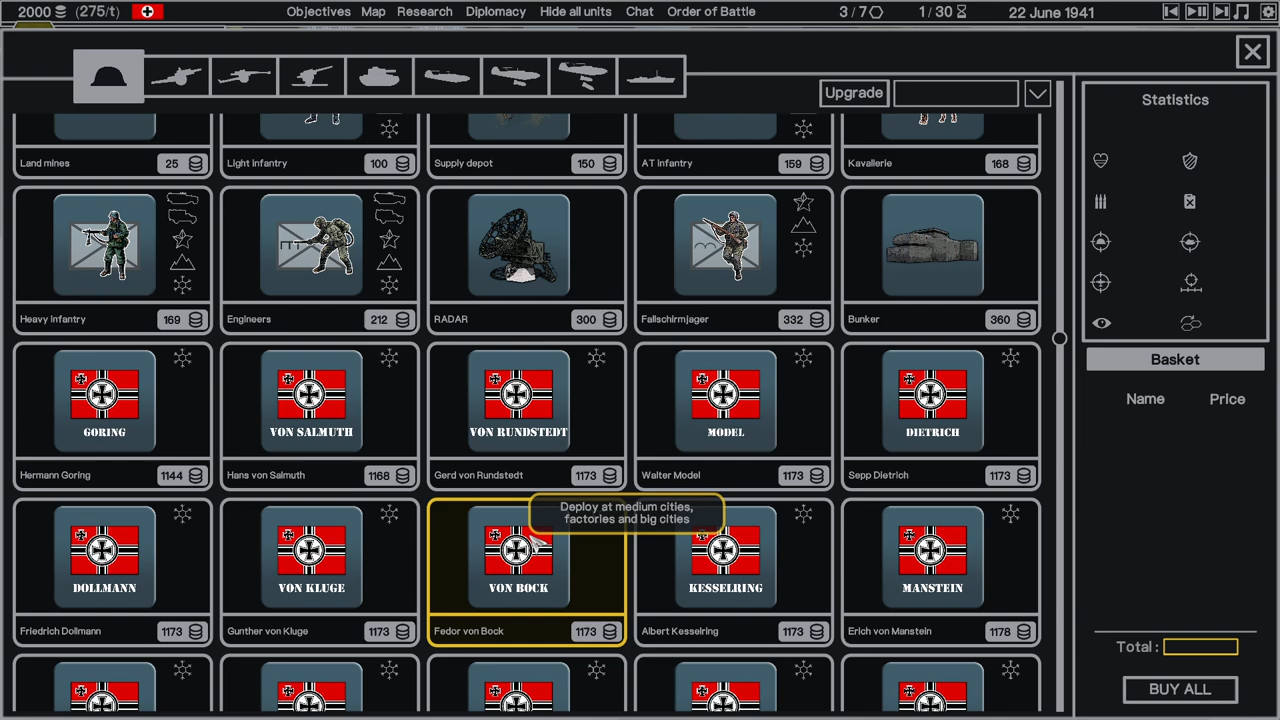 2000 (275/t) Objectives Map Research Diplomacy Hide all units Chat Order of Battle 3 / 7 1 / 30 22 June 1941
Upgrade
Statistics
Land mines 25 Light Infantry 100 Supply depot 150 AT Infantry 159 Kavallerie 168
Heavy Infantry 169 Engineers 212 RADAR 300 Fallschirmjager 332 Bunker 360
Basket
Name Price
GORING VON SALMUTH VON RUNDSTEDT MODEL DIETRICH
Hermann Goring 1144 Hans von Salmuth 1168 Gerd von Rundstedt 1173 Walter Model 1173 Sepp Dietrich 1173
Deploy at medium cities,
factories and big cities
DOLLMANN VON KLUGE VON BOCK KESSELRING MANSTEIN
Friedrich Dollmann 1173 Gunther von Kluge 1173 Fedor von Bock 1173 Albert Kesselring 1173 Erich von Manstein 1178
Total :
BUY ALL